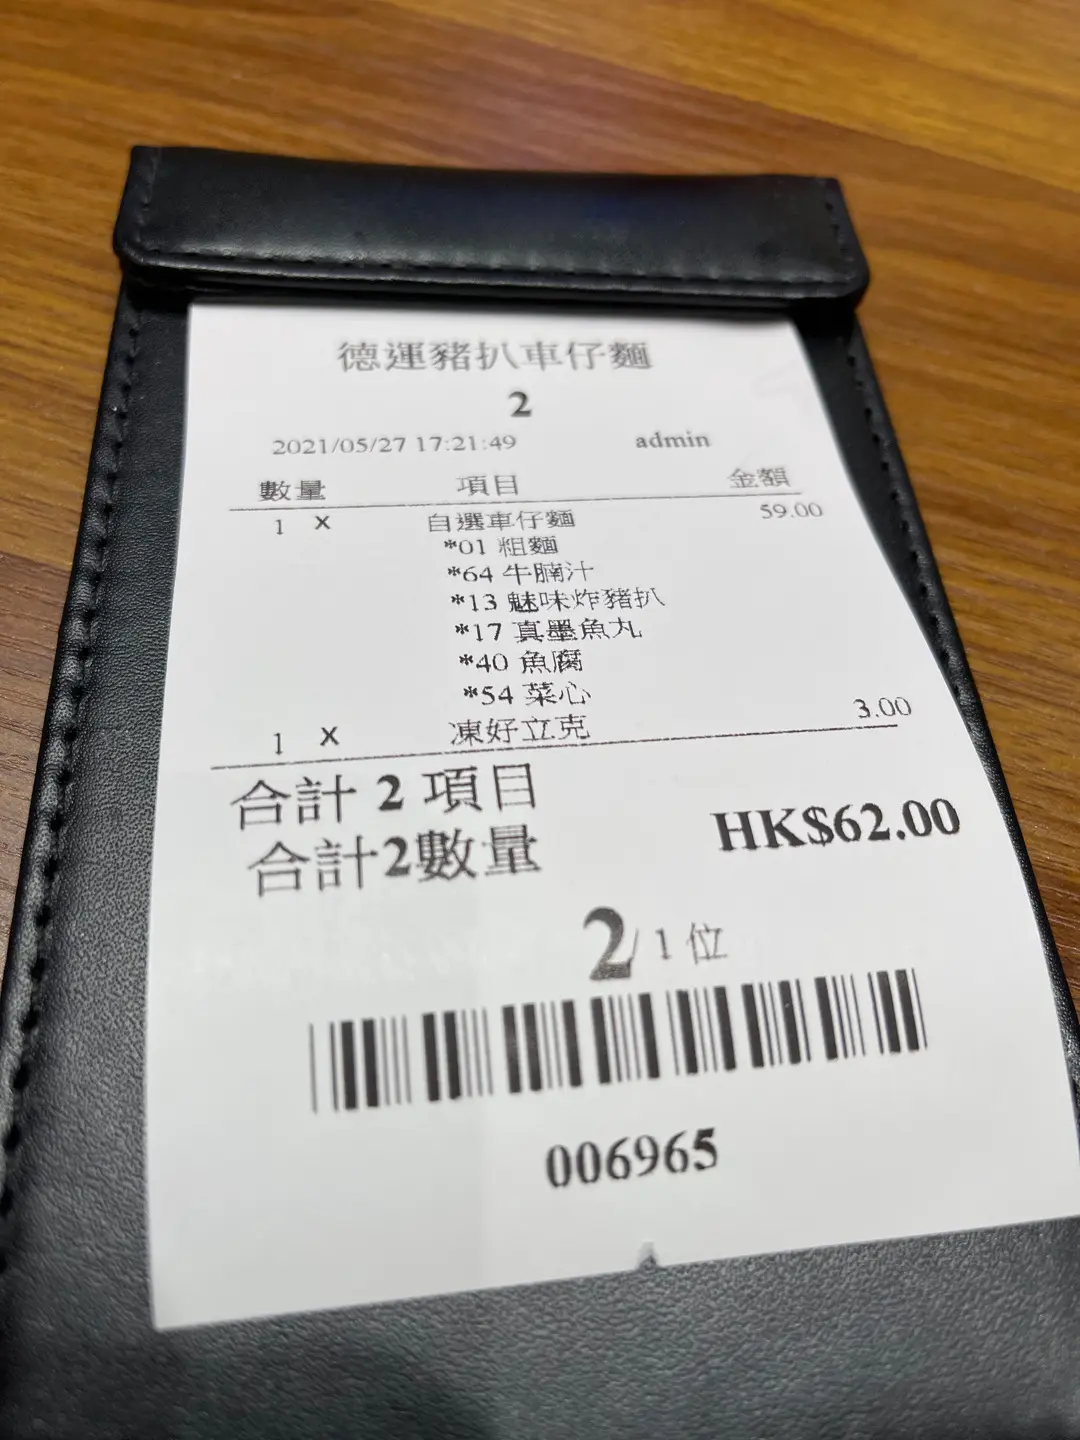 德運豬扒車仔麵
2
2021/05/27 17:21:49 admin
數量 項目 金額
1 X 自選車仔麵 59.00
*01 粗麵
*64 牛腩汁
*13 魅味炸豬扒
*17 真墨魚丸
*40 魚腐
*54 菜心
1 X 凍好立克 3.00
合計 2 項目
合計2數量 HK$62.00
2/ 1 位
006965